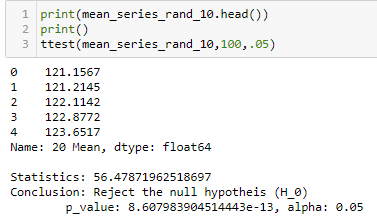 1 print(mean_series_rand_10.head())
2 print()
3 ttest(mean_series_rand_10,100,.05)
0 121.1567
1 121.2145
2 122.1142
3 122.8772
4 123.6517
Name: 20 Mean, dtype: float64
Statistics: 56.47871962518697
Conclusion: Reject the null hypotheis (H_0)
p_value: 8.607983904514443e-13, alpha: 0.05